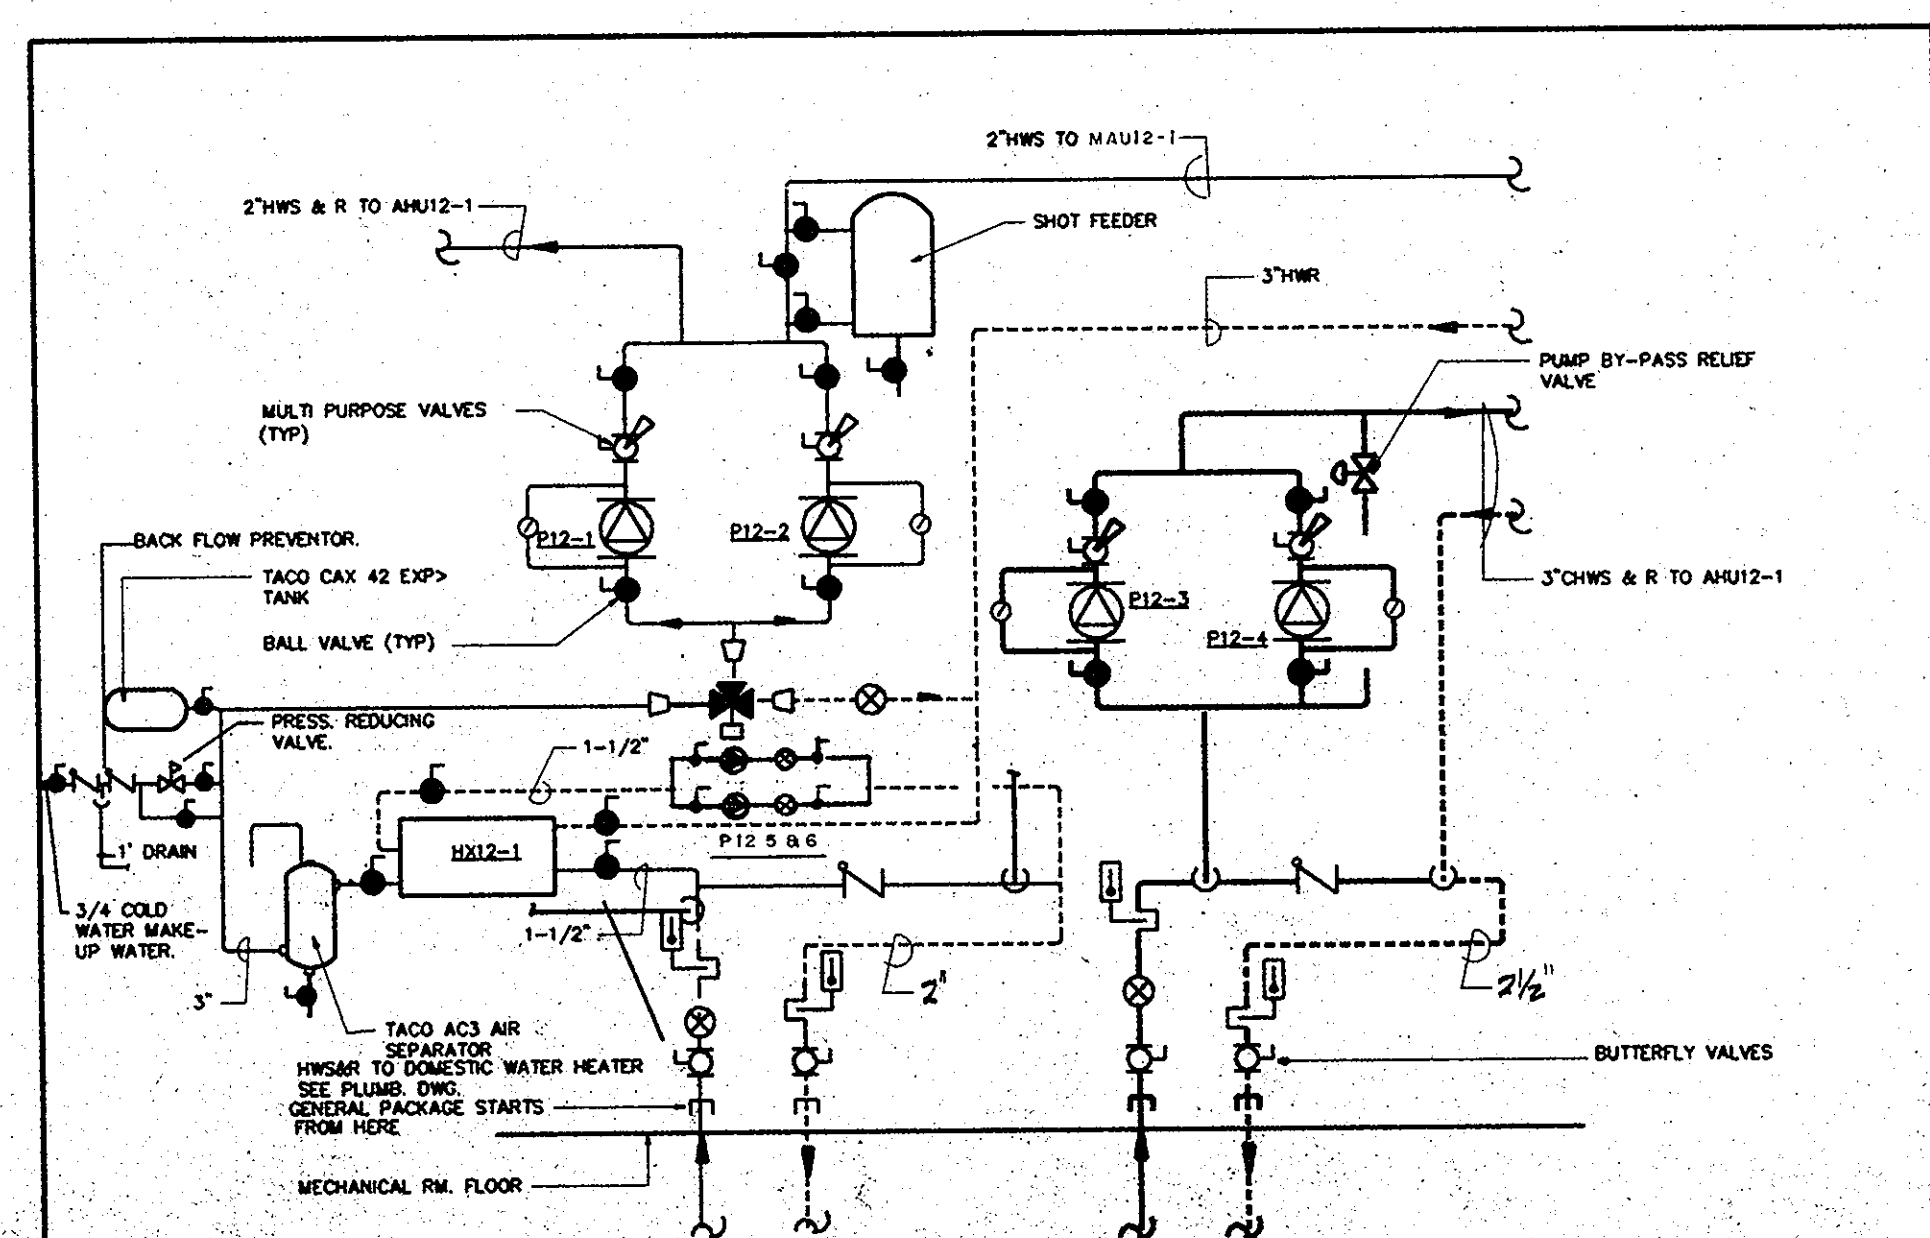 2"HWS TO MAU12-1
2"HWS & R TO AHU12-1
SHOT FEEDER
3"HWR
PUMP BY-PASS RELIEF
VALVE
MULTI PURPOSE VALVES
(TYP)
P12-1
P12-2
BACK FLOW PREVENTOR.
TACO CAX 42 EXP>
TANK
3"CHWS & R TO AHU12-1
P12-3
P12-4
BALL VALVE (TYP)
PRESS. REDUCING
VALVE.
1-1/2"
P12 5 & 6
1' DRAIN
HX12-1
3/4 COLD
WATER MAKE-
UP WATER.
1-1/2"
3"
2"
2½"
TACO AC3 AIR
SEPARATOR
HWS&R TO DOMESTIC WATER HEATER
SEE PLUMB. DWG.
GENERAL PACKAGE STARTS
FROM HERE
BUTTERFLY VALVES
MECHANICAL RM. FLOOR